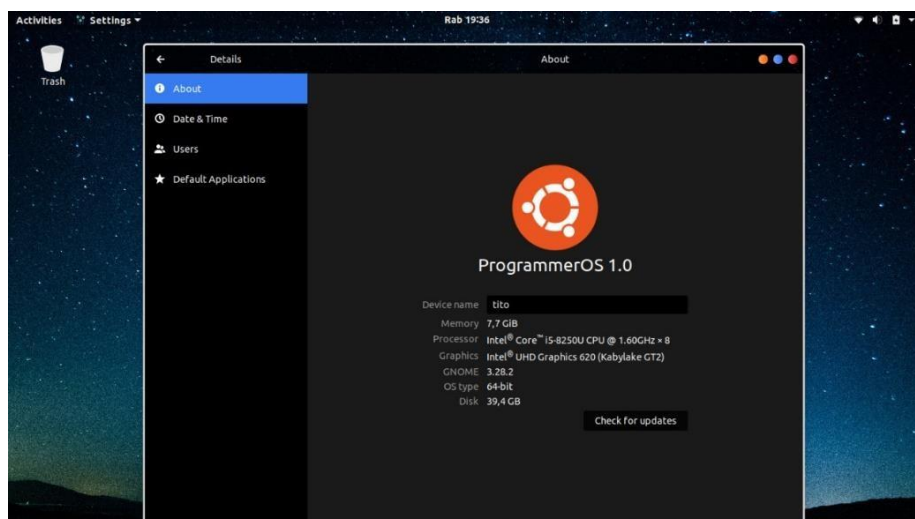 Activities Settings Rab 19:36
Trash
Details About
About
Date & Time
Users
Default Applications
ProgrammerOS 1.0
Device name tito
Memory 7,7 GiB
Processor Intel® Core™ i5-8250U CPU @ 1.60GHz × 8
Graphics Intel® UHD Graphics 620 (Kabylake GT2)
GNOME 3.28.2
OS type 64-bit
Disk 39,4 GB
Check for updates